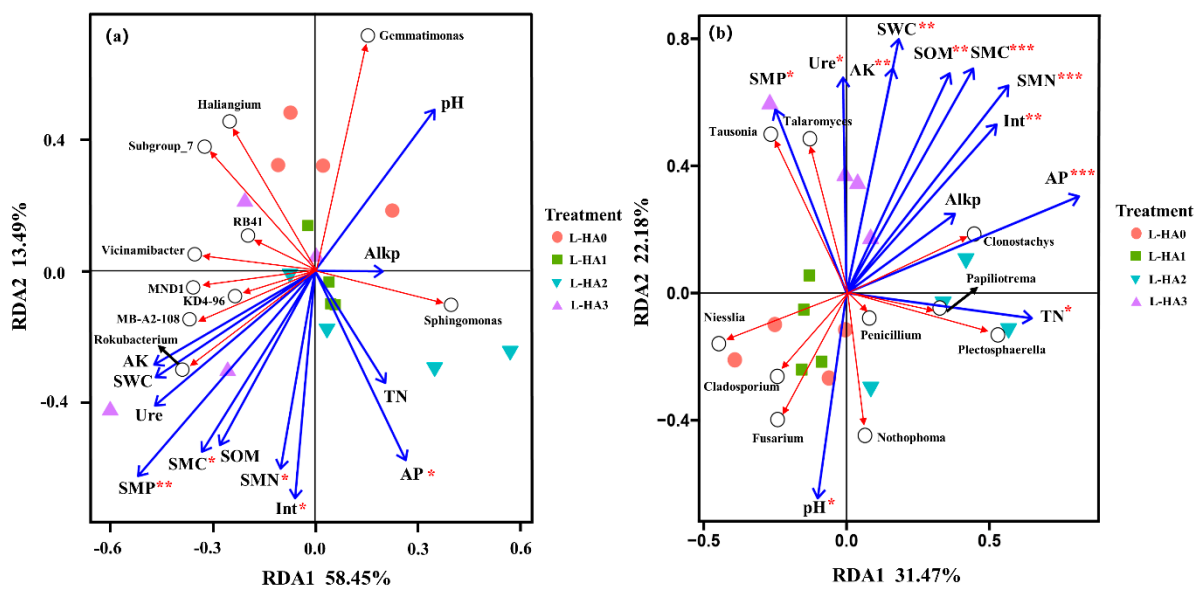 (a)
Gemmatimonas
Haliangium
pH
Subgroup_7
RB41
Vicinamibacter
Alkp
MND1
KD4-96
MB-A2-108
Sphingomonas
Rokubacterium
AK
SWC
Ure
TN
SMC*
SOM
SMP**
SMN*
AP *
Int*
0.4
0.0
-0.4
RDA2 13.49%
-0.6
-0.3
0.0
0.3
0.6
RDA1 58.45%
Treatment
L-HA0
L-HA1
L-HA2
L-HA3
(b)
SWC**
Ure*
AK**
SOM**
SMC***
SMP*
SMN***
Talaromyces
Tausonia
Int**
AP***
Alkp
Clonostachys
Papiliotrema
TN*
Niesslia
Penicillium
Plectosphaerella
Cladosporium
Fusarium
Nothophoma
pH*
0.8
0.4
0.0
-0.4
RDA2 22.18%
-0.5
0.0
0.5
RDA1 31.47%
Treatment
L-HA0
L-HA1
L-HA2
L-HA3